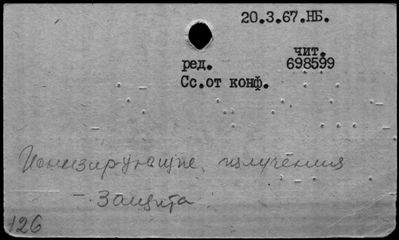 20.3.67.НБ.
чит.
ред. 698599
Сс.от конф.
Ионизирующие излучения
- Защита
126